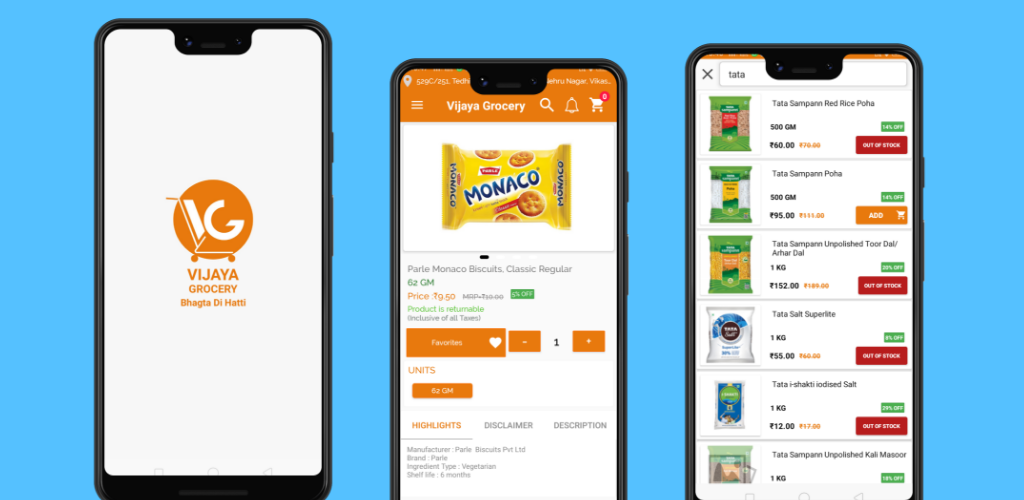 VG
VIJAYA
GROCERY
Bhagta Di Hatti
529C/251, Tedhi
Nehru Nagar, Vikas..
Vijaya Grocery
0
MONACO
PARLE
MONACO
MONACO
Parle Monaco Biscuits, Classic Regular
62 GM
Price :₹9.50 MRP:₹10.00 5% OFF
Product is returnable
(Inclusive of all Taxes)
Favorites - 1 +
UNITS
62 GM
HIGHLIGHTS DISCLAIMER DESCRIPTION
Manufacturer : Parle Biscuits Pvt Ltd
Brand : Parle
Ingredient Type : Vegetarian
Shelf life : 6 months
tata
Tata Sampann Red Rice Poha
500 GM 14% OFF
₹60.00 ₹70.00 OUT OF STOCK
Tata Sampann Poha
500 GM 14% OFF
₹95.00 ₹111.00 ADD
Tata Sampann Unpolished Toor Dal/
Arhar Dal
1 KG 20% OFF
₹152.00 ₹189.00 OUT OF STOCK
TATA
Salt
Tata Salt Superlite
1 KG 8% OFF
₹55.00 ₹60.00 OUT OF STOCK
Tata i-shakti iodised Salt
1 KG 29% OFF
₹12.00 ₹17.00 OUT OF STOCK
Tata Sampann Unpolished Kali Masoor
1 KG 18% OFF